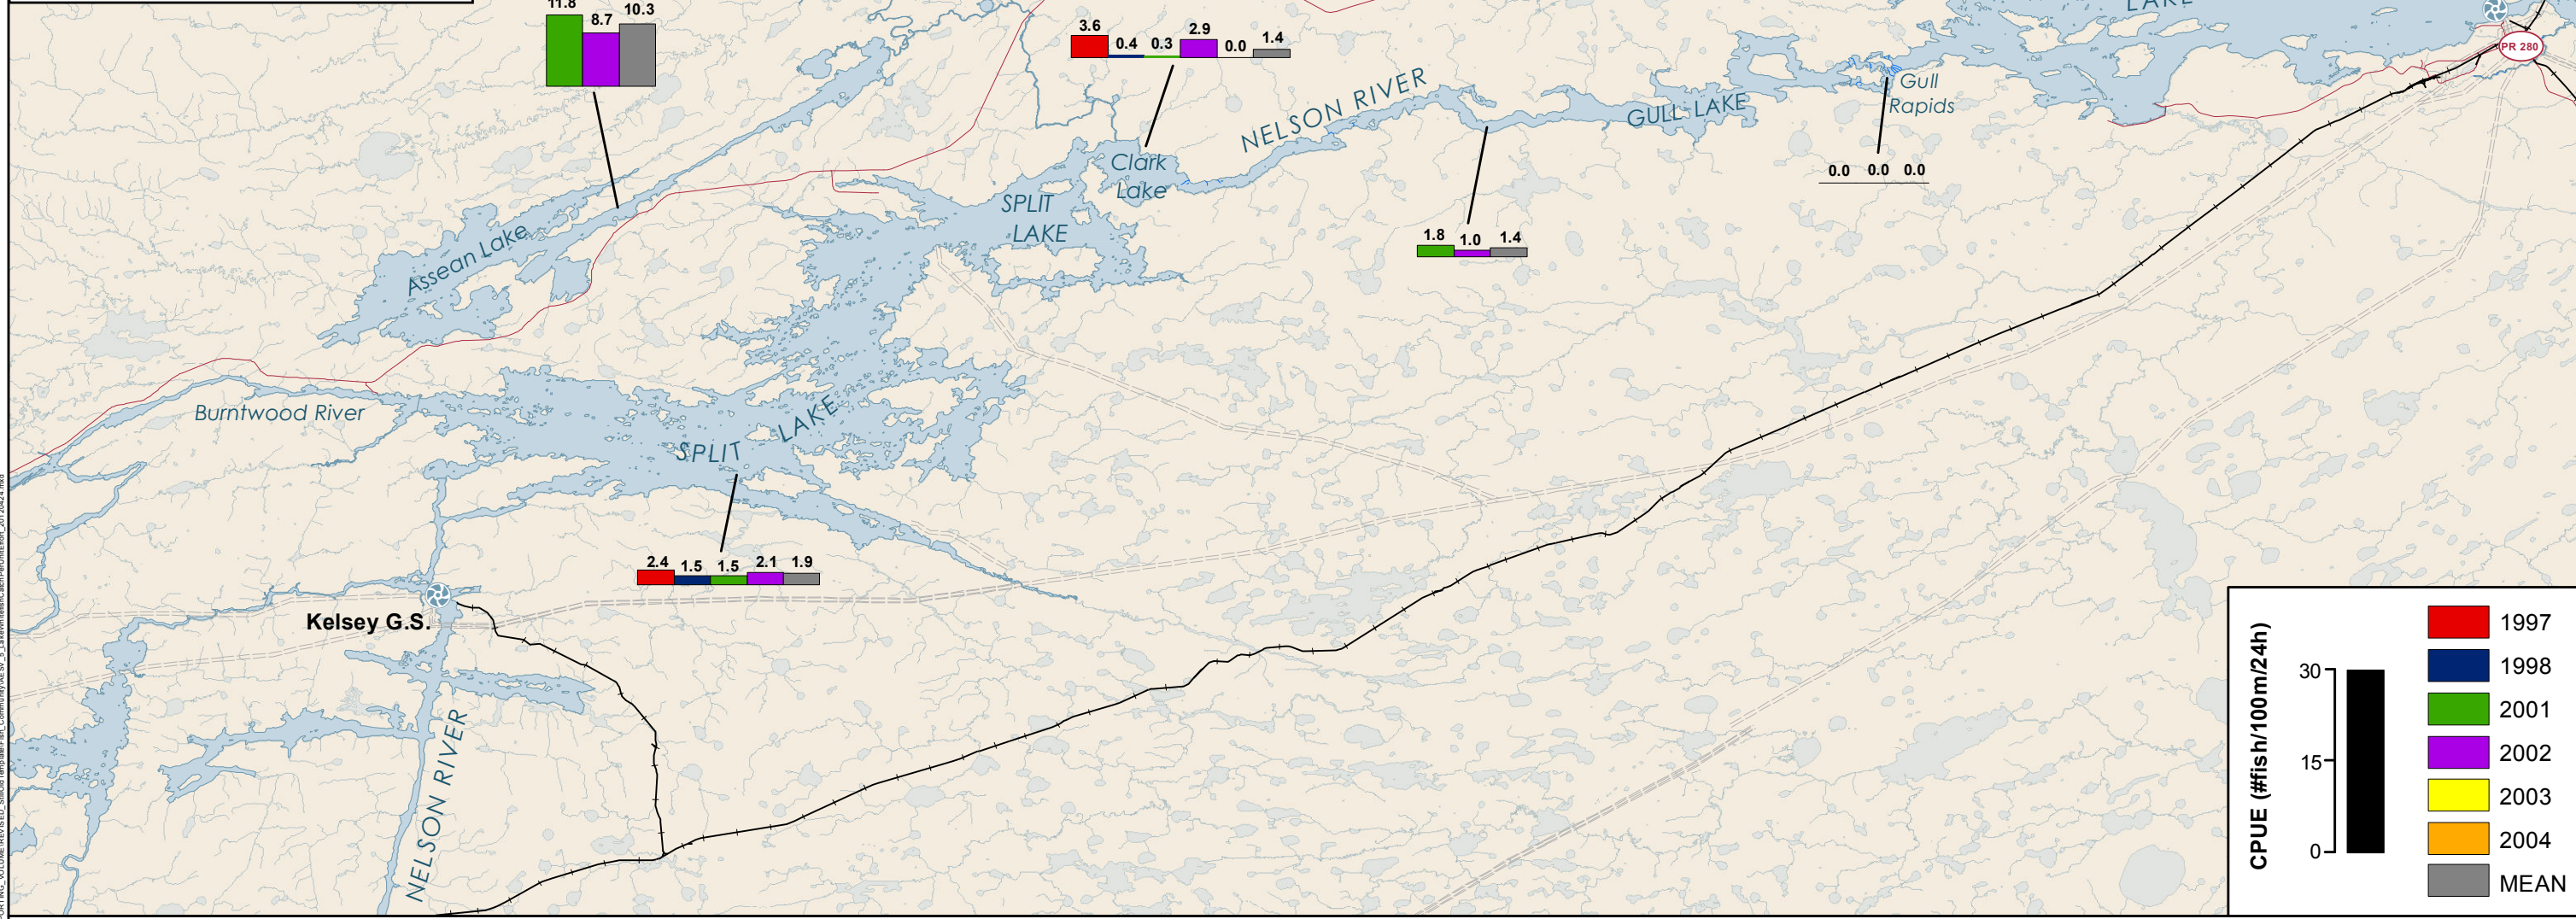 11.8 8.7 10.3
3.6 0.4 0.3 2.9 0.0 1.4
LAKE
PR 280
NELSON RIVER
GULL LAKE
Gull
Rapids
0.0 0.0 0.0
Clark
Lake
SPLIT
LAKE
1.8 1.0 1.4
Assean Lake
Burntwood River
SPLIT LAKE
2.4 1.5 1.5 2.1 1.9
Kelsey G.S.
NELSON RIVER
CPUE (#fish/100m/24h)
30
15
0
1997
1998
2001
2002
2003
2004
MEAN